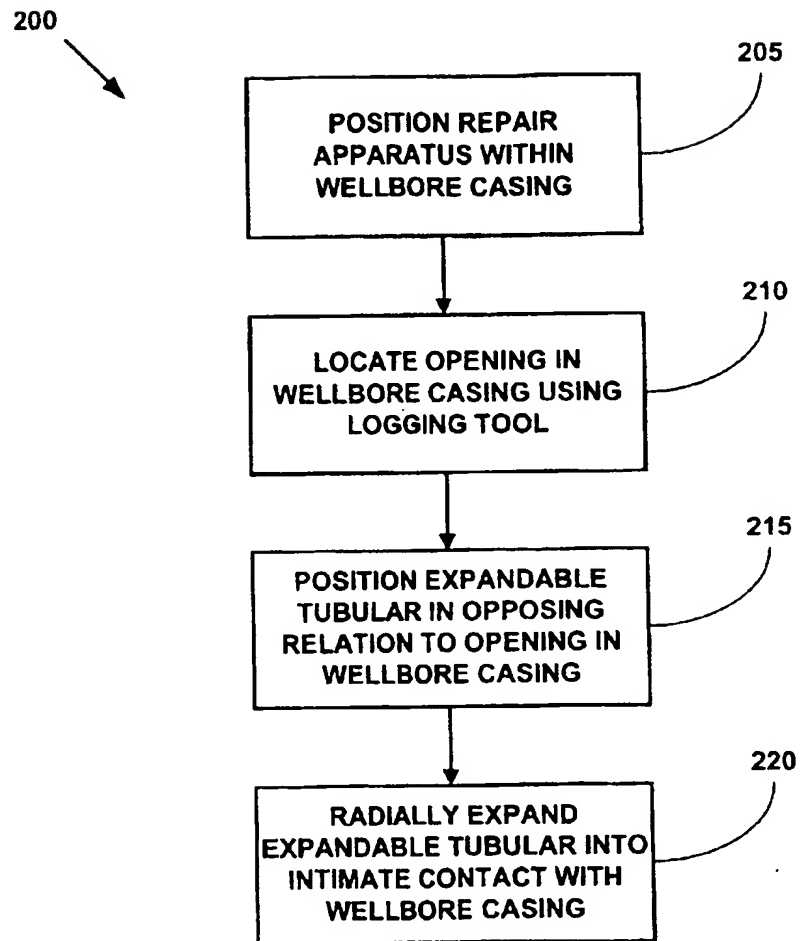 200
205
POSITION REPAIR
APPARATUS WITHIN
WELLBORE CASING
210
LOCATE OPENING IN
WELLBORE CASING USING
LOGGING TOOL
215
POSITION EXPANDABLE
TUBULAR IN OPPOSING
RELATION TO OPENING IN
WELLBORE CASING
220
RADIALLY EXPAND
EXPANDABLE TUBULAR INTO
INTIMATE CONTACT WITH
WELLBORE CASING